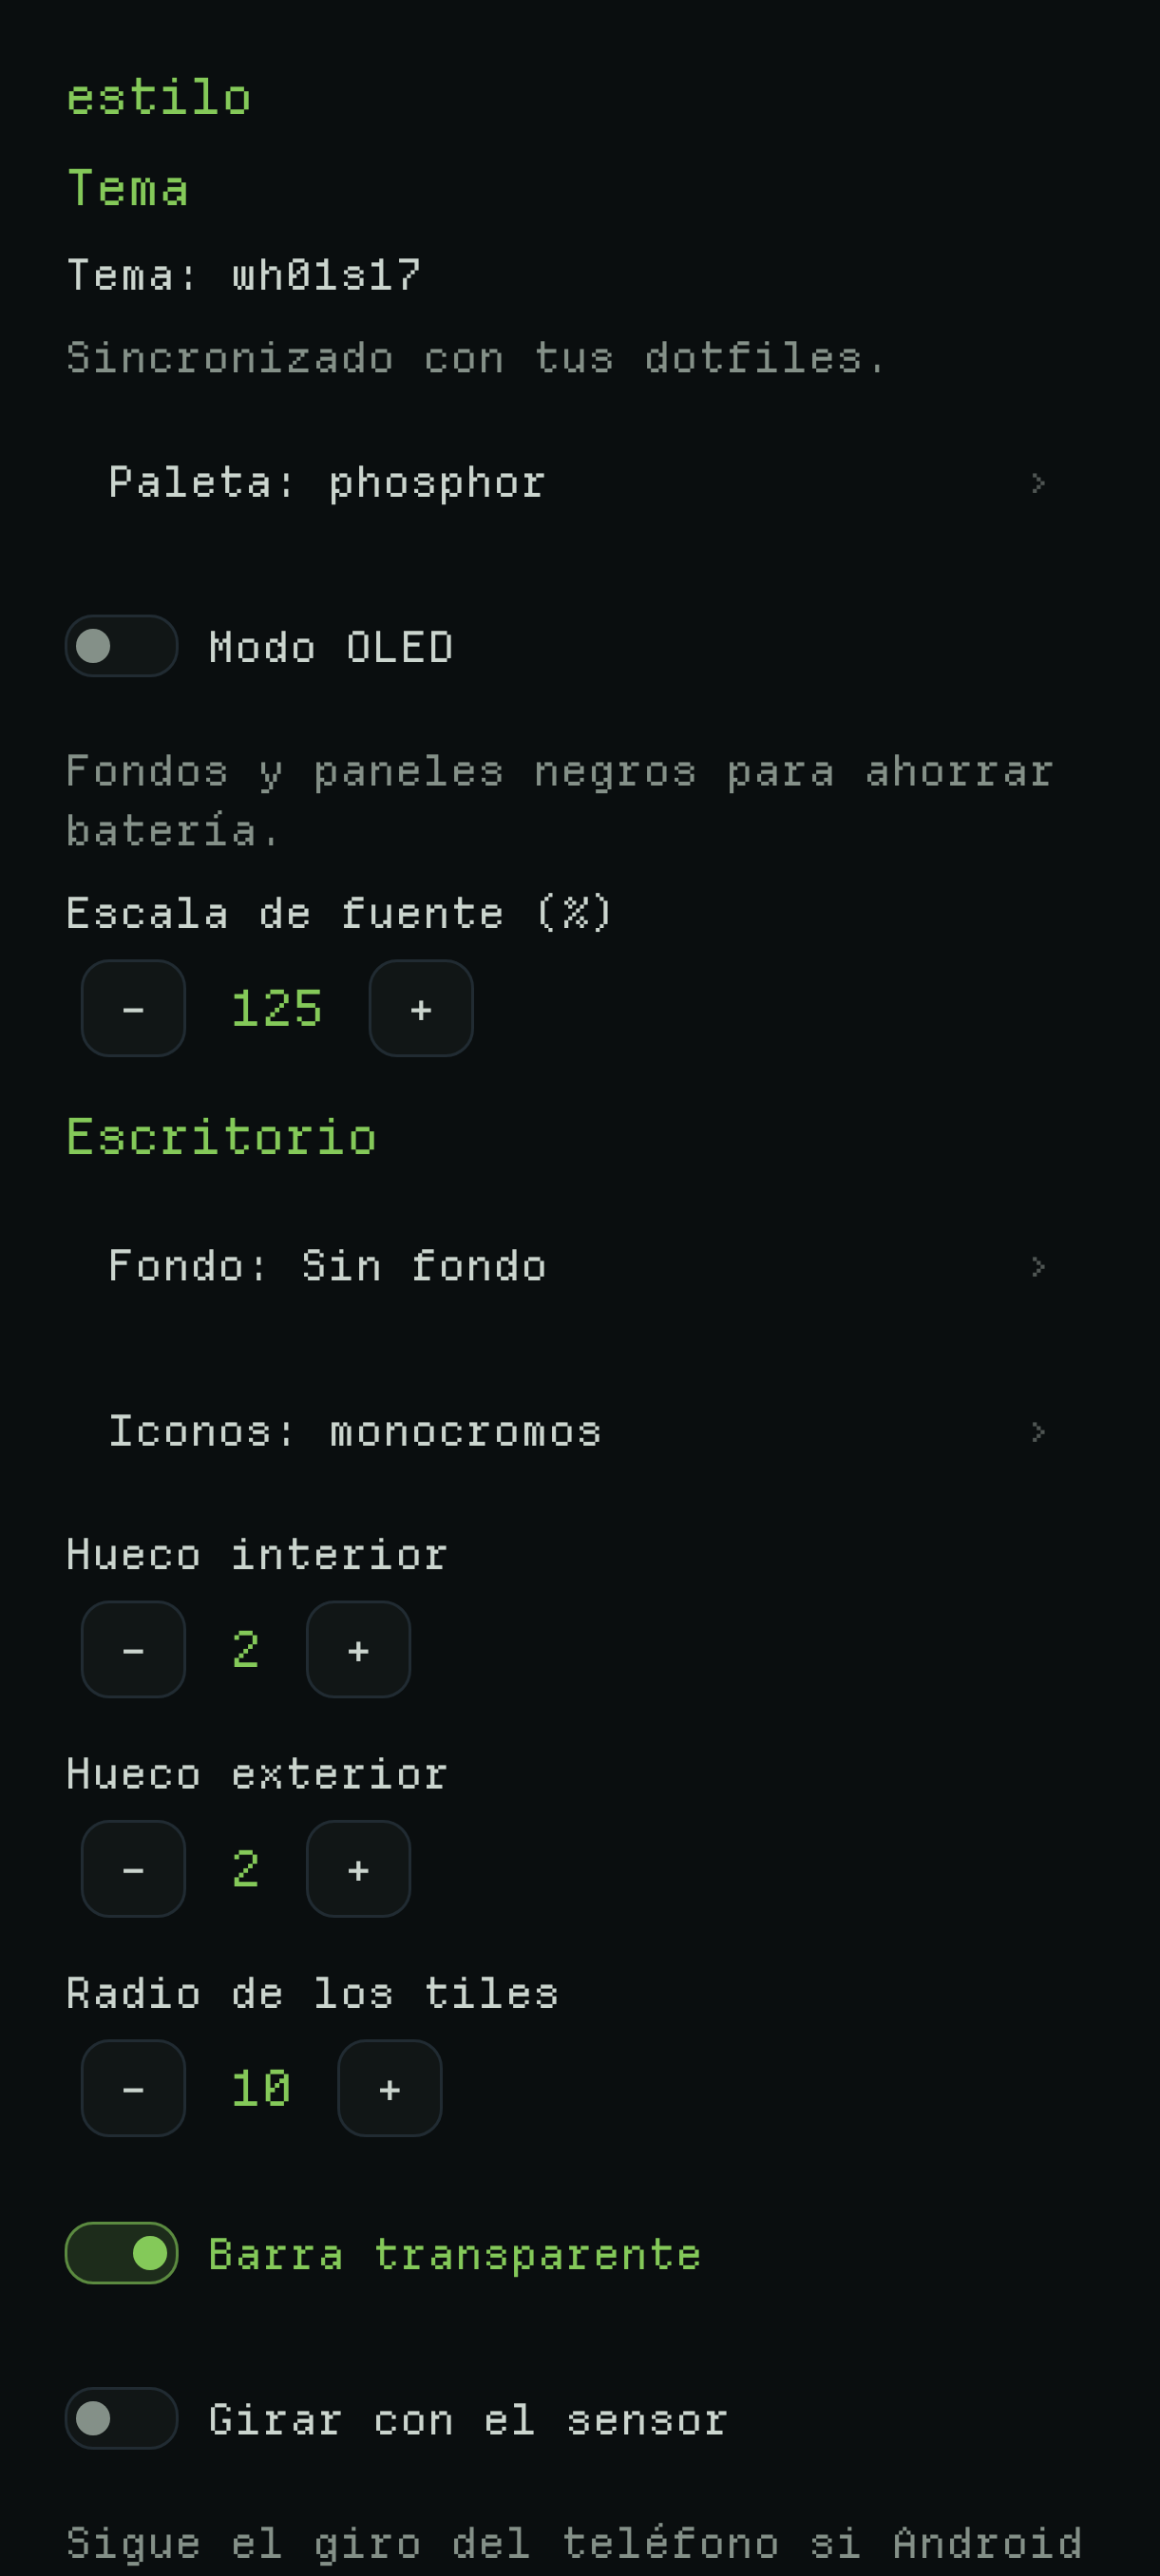 estilo
Tema
Tema: wh01s17
Sincronizado con tus dotfiles.
Paleta: phosphor >
Modo OLED
Fondos y paneles negros para ahorrar
batería.
Escala de fuente (%)
- 125 +
Escritorio
Fondo: Sin fondo >
Iconos: monocromos >
Hueco interior
- 2 +
Hueco exterior
- 2 +
Radio de los tiles
- 10 +
Barra transparente
Girar con el sensor
Sigue el giro del teléfono si Android